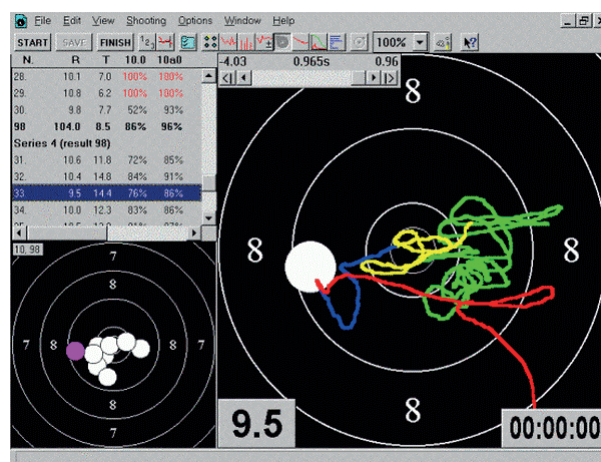 File Edit View Shooting Options Window Help
START SAVE FINISH 100%
N. R T 10.0 10a0
28. 10.1 7.0 100% 100%
29. 10.8 6.2 100% 100%
30. 9.8 7.7 52% 93%
98 104.0 8.5 86% 96%
Series 4 (result 98)
31. 10.6 11.8 72% 85%
32. 10.4 14.8 84% 91%
33 9.5 14.4 76% 86%
34. 10.0 12.3 83% 86%
-4.03 0.965s 0.96
8
8 8
8
9.5
00:00:00
10, 98
7
8
7 8 8 7
8
7